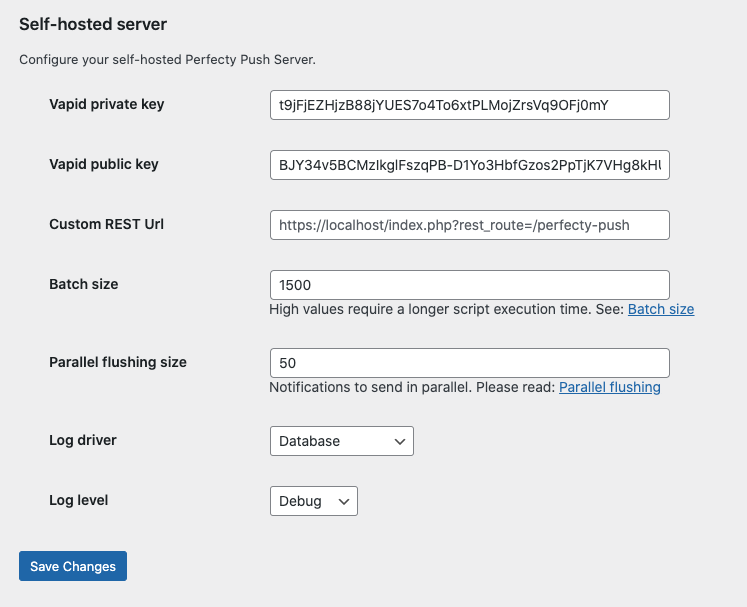 Self-hosted server
Configure your self-hosted Perfecty Push Server.
Vapid private key
t9jFjEZHjzB88jYUES7o4To6xtPLMojZrsVq9OFj0mY
Vapid public key
BJY34v5BCMzlkglFszqPB-D1Yo3HbfGzos2PpTjK7VHg8kHU
Custom REST Url
https://localhost/index.php?rest_route=/perfecty-push
Batch size
1500
High values require a longer script execution time. See: Batch size
Parallel flushing size
50
Notifications to send in parallel. Please read: Parallel flushing
Log driver
Database
Log level
Debug
Save Changes